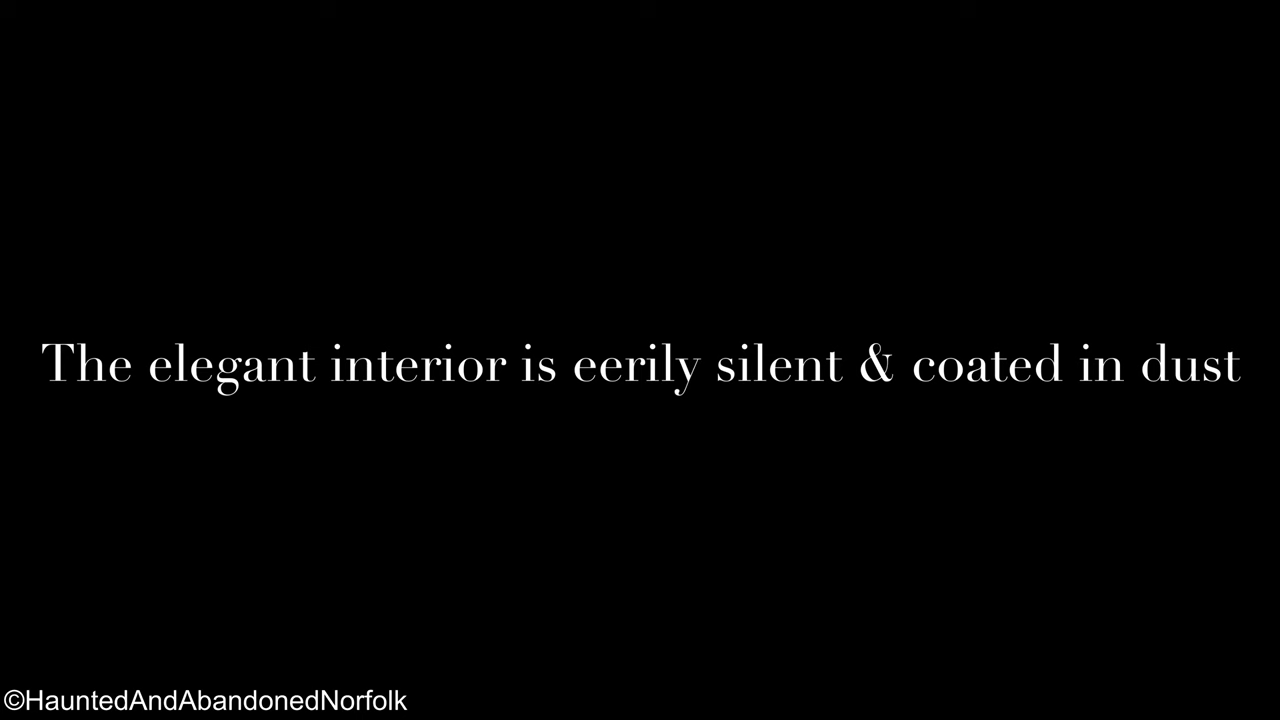 The elegant interior is eerily silent & coated in dust
©HauntedAndAbandonedNorfolk